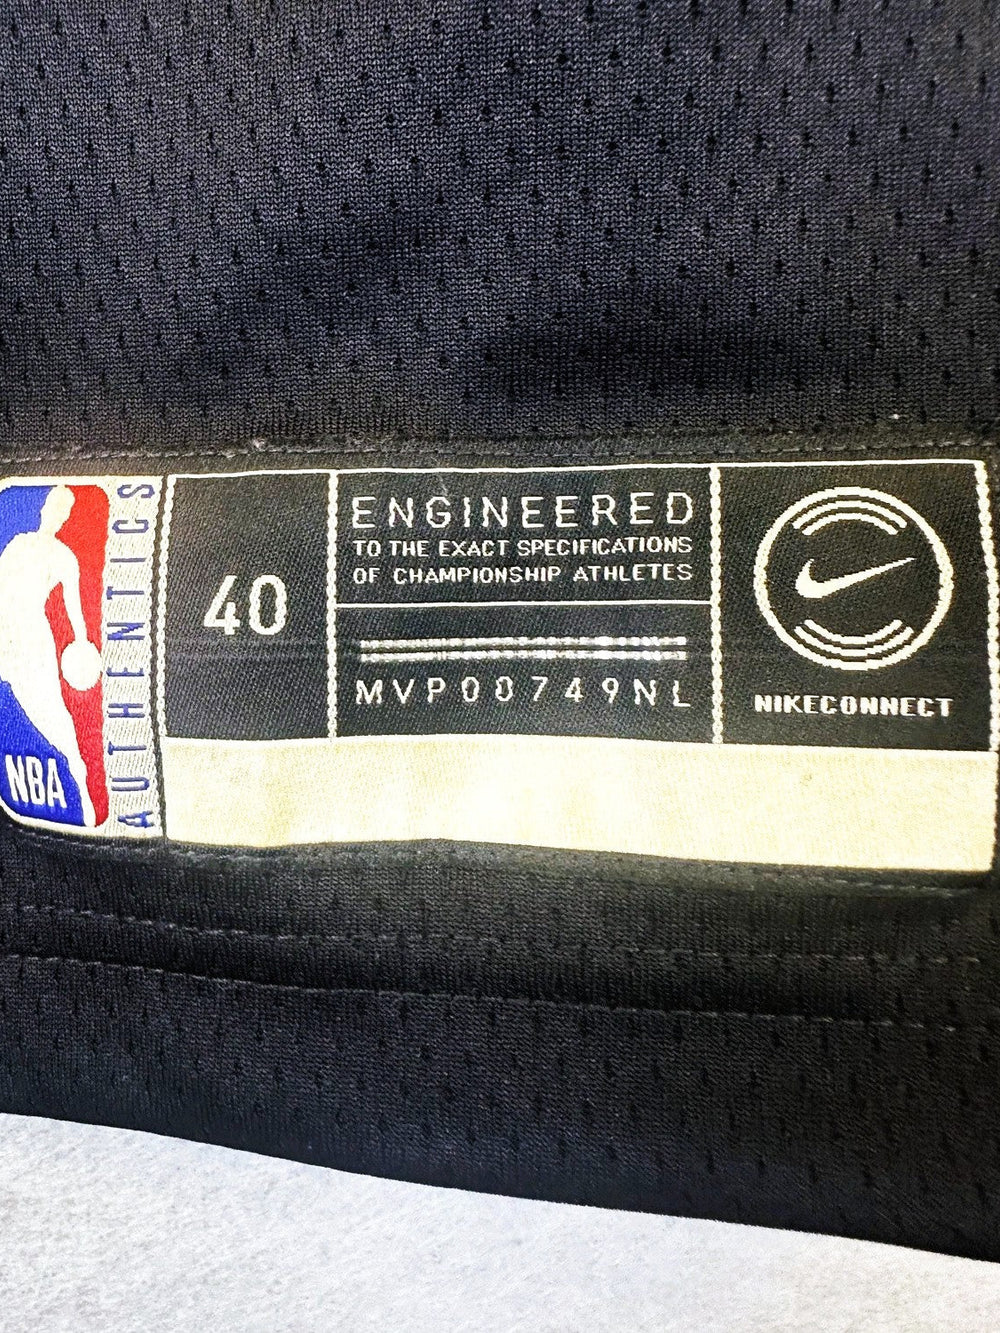 NBA
AUTHENTICS
40
ENGINEERED
TO THE EXACT SPECIFICATIONS
OF CHAMPIONSHIP ATHLETES
MVP00749NL
NIKECONNECT